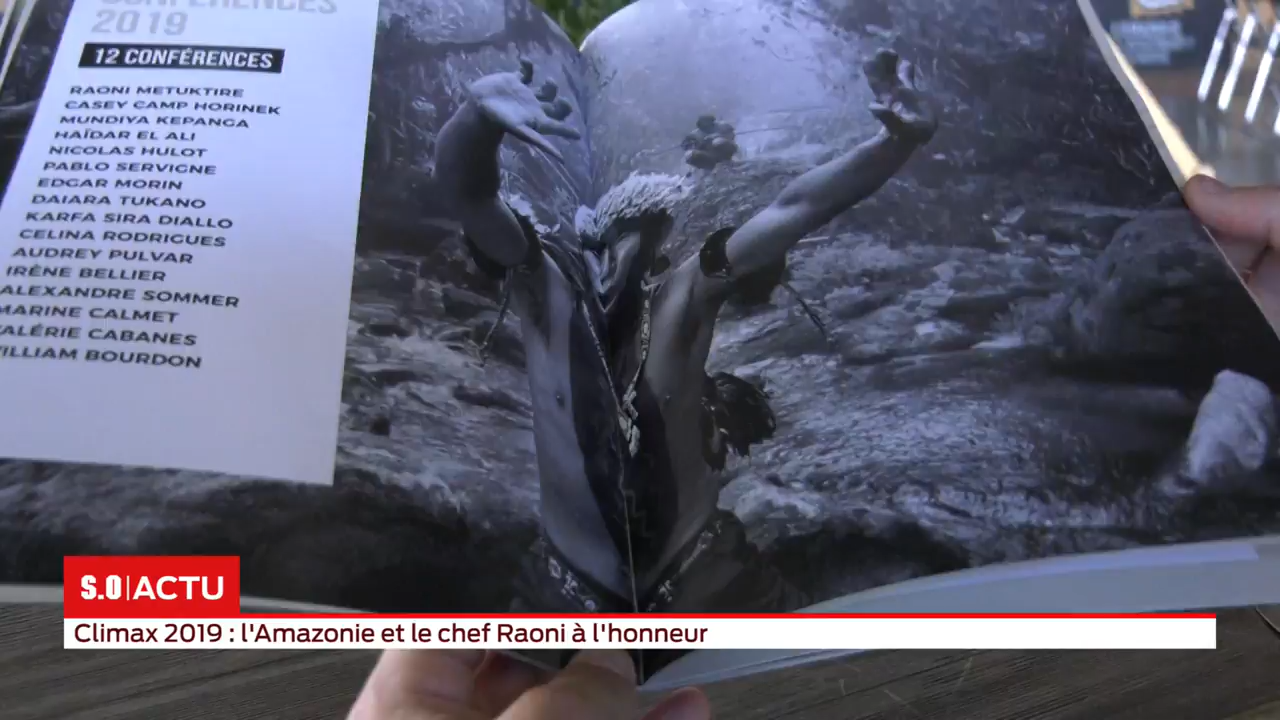 CONFÉRENCES
2019
12 CONFÉRENCES
RAONI METUKTIRE
CASEY CAMP HORINEK
MUNDIYA KEPANGA
HAÏDAR EL ALI
NICOLAS HULOT
PABLO SERVIGNE
EDGAR MORIN
DAIARA TUKANO
KARFA SIRA DIALLO
CELINA RODRIGUES
AUDREY PULVAR
IRÈNE BELLIER
ALEXANDRE SOMMER
MARINE CALMET
VALÉRIE CABANES
WILLIAM BOURDON
S.O|ACTU
Climax 2019 : l'Amazonie et le chef Raoni à l'honneur